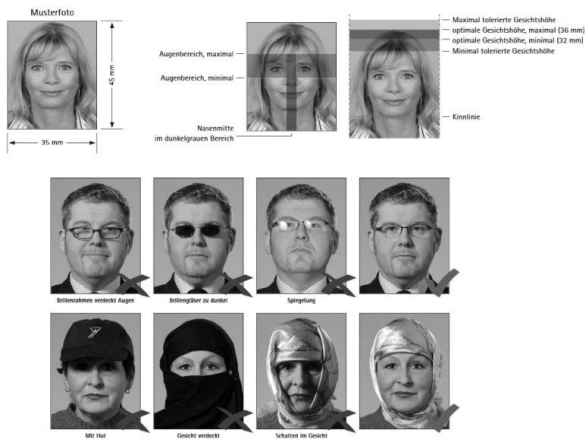 Musterfoto
45 mm
35 mm
Augenbereich, maximal
Augenbereich, minimal
Nasenmitte
im dunkelgrauen Bereich
Maximal tolerierte Gesichtshöhe
optimale Gesichtshöhe, maximal (36 mm)
optimale Gesichtshöhe, minimal (32 mm)
Minimal tolerierte Gesichtshöhe
Kinnlinie
Brillenrahmen verdeckt Augen
Brillengläser zu dunkel
Spiegelung
Mit Hut
Gesicht verdeckt
Schatten im Gesicht